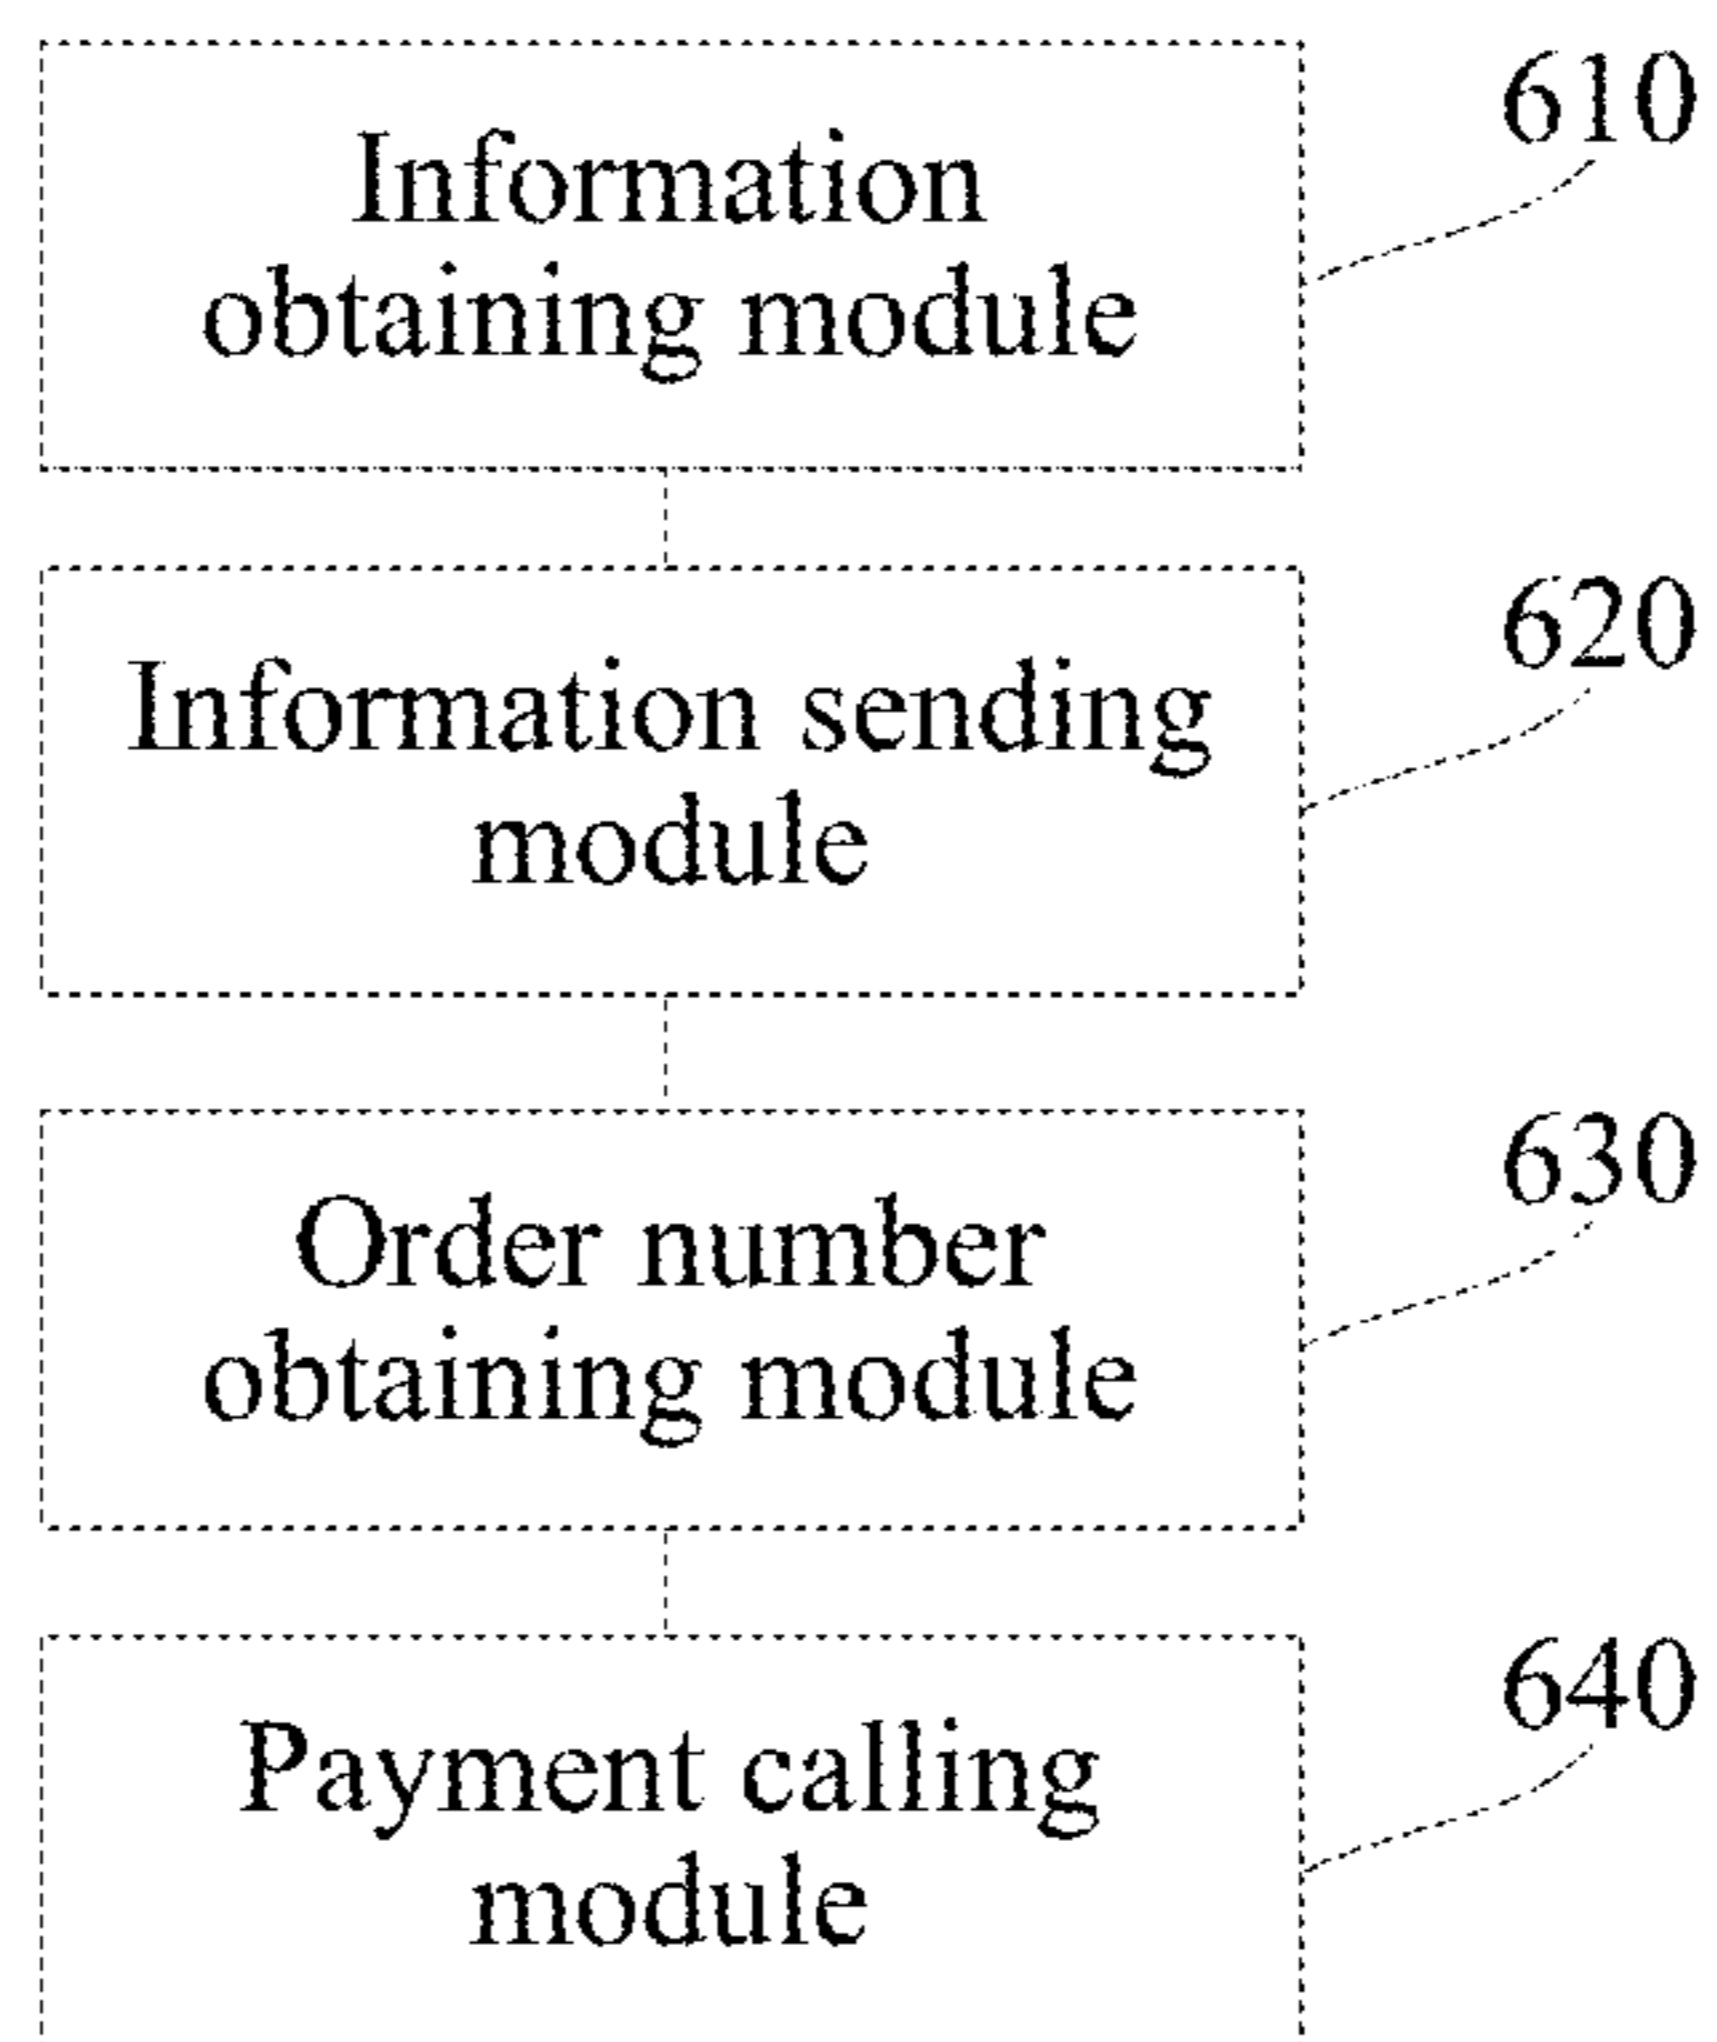 610
Information
obtaining module
620
Information sending
module
630
Order number
obtaining module
640
Payment calling
module